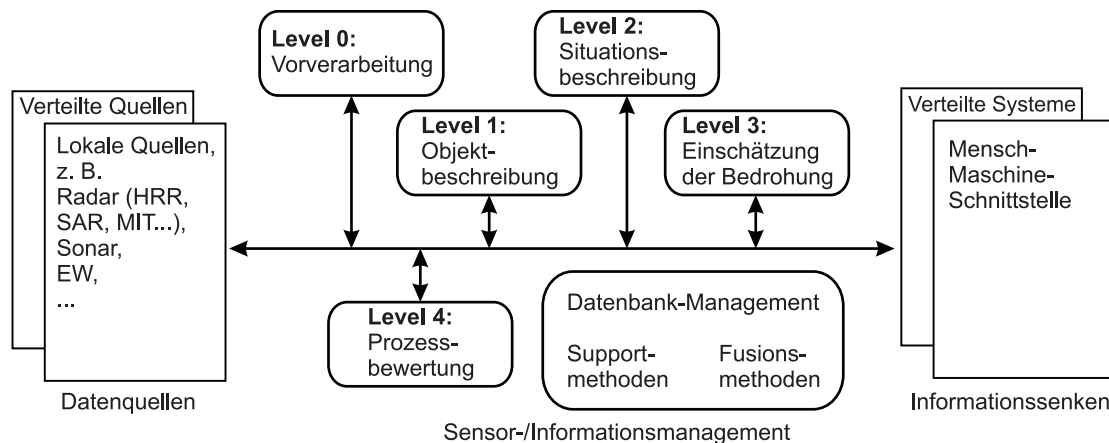 Level 0:
Vorverarbeitung
Level 2:
Situations-
beschreibung
Verteilte Quellen
Lokale Quellen,
z. B.
Radar (HRR,
SAR, MIT...),
Sonar,
EW,
...
Level 1:
Objekt-
beschreibung
Level 3:
Einschätzung
der Bedrohung
Verteilte Systeme
Mensch-
Maschine-
Schnittstelle
Level 4:
Prozess-
bewertung
Datenbank-Management
Support-
methoden
Fusions-
methoden
Datenquellen
Sensor-/Informationsmanagement
Informationssenken